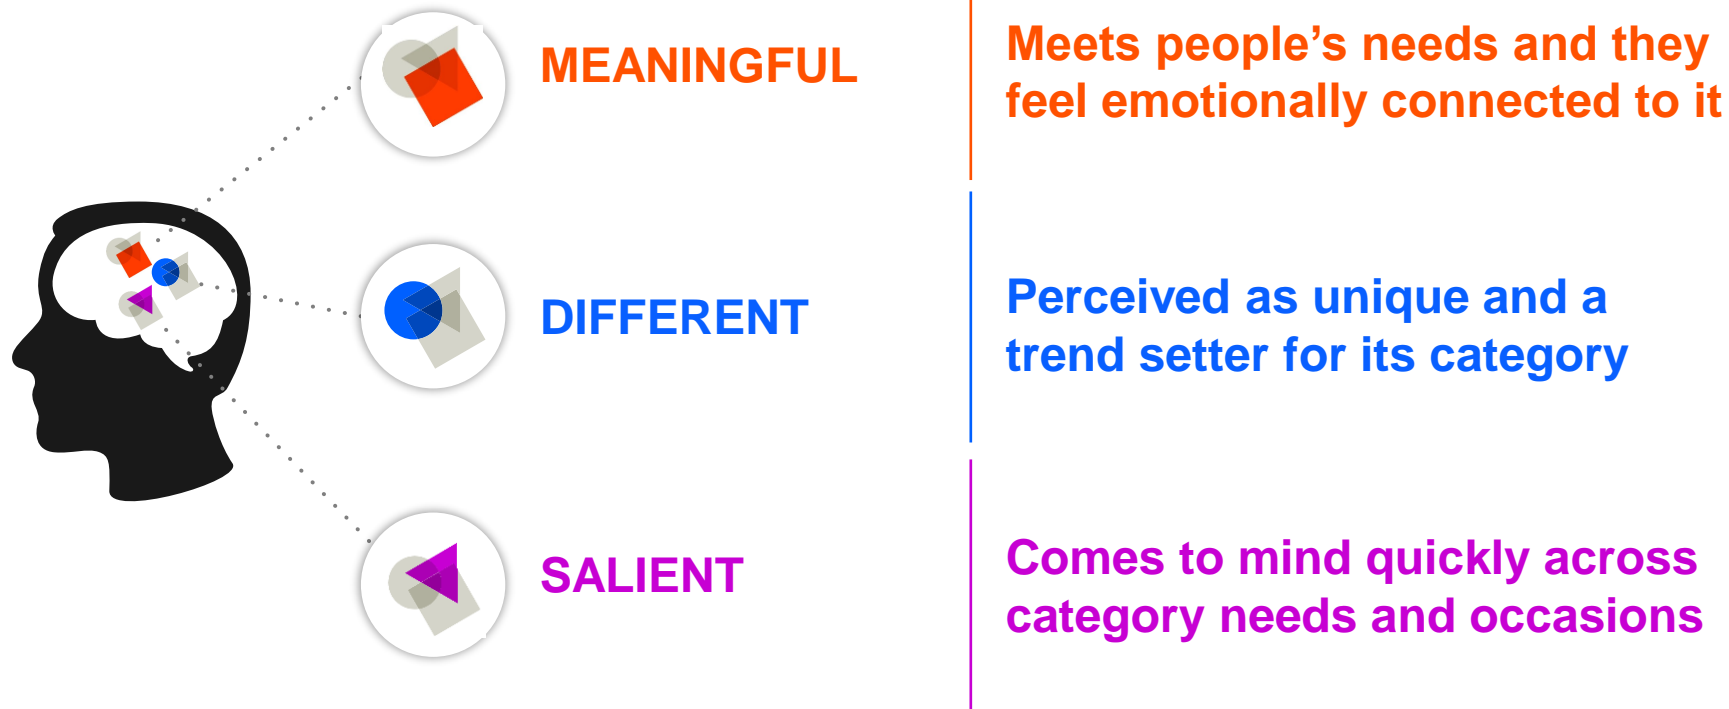 MEANINGFUL
Meets people’s needs and they
feel emotionally connected to it
DIFFERENT
Perceived as unique and a
trend setter for its category
SALIENT
Comes to mind quickly across
category needs and occasions